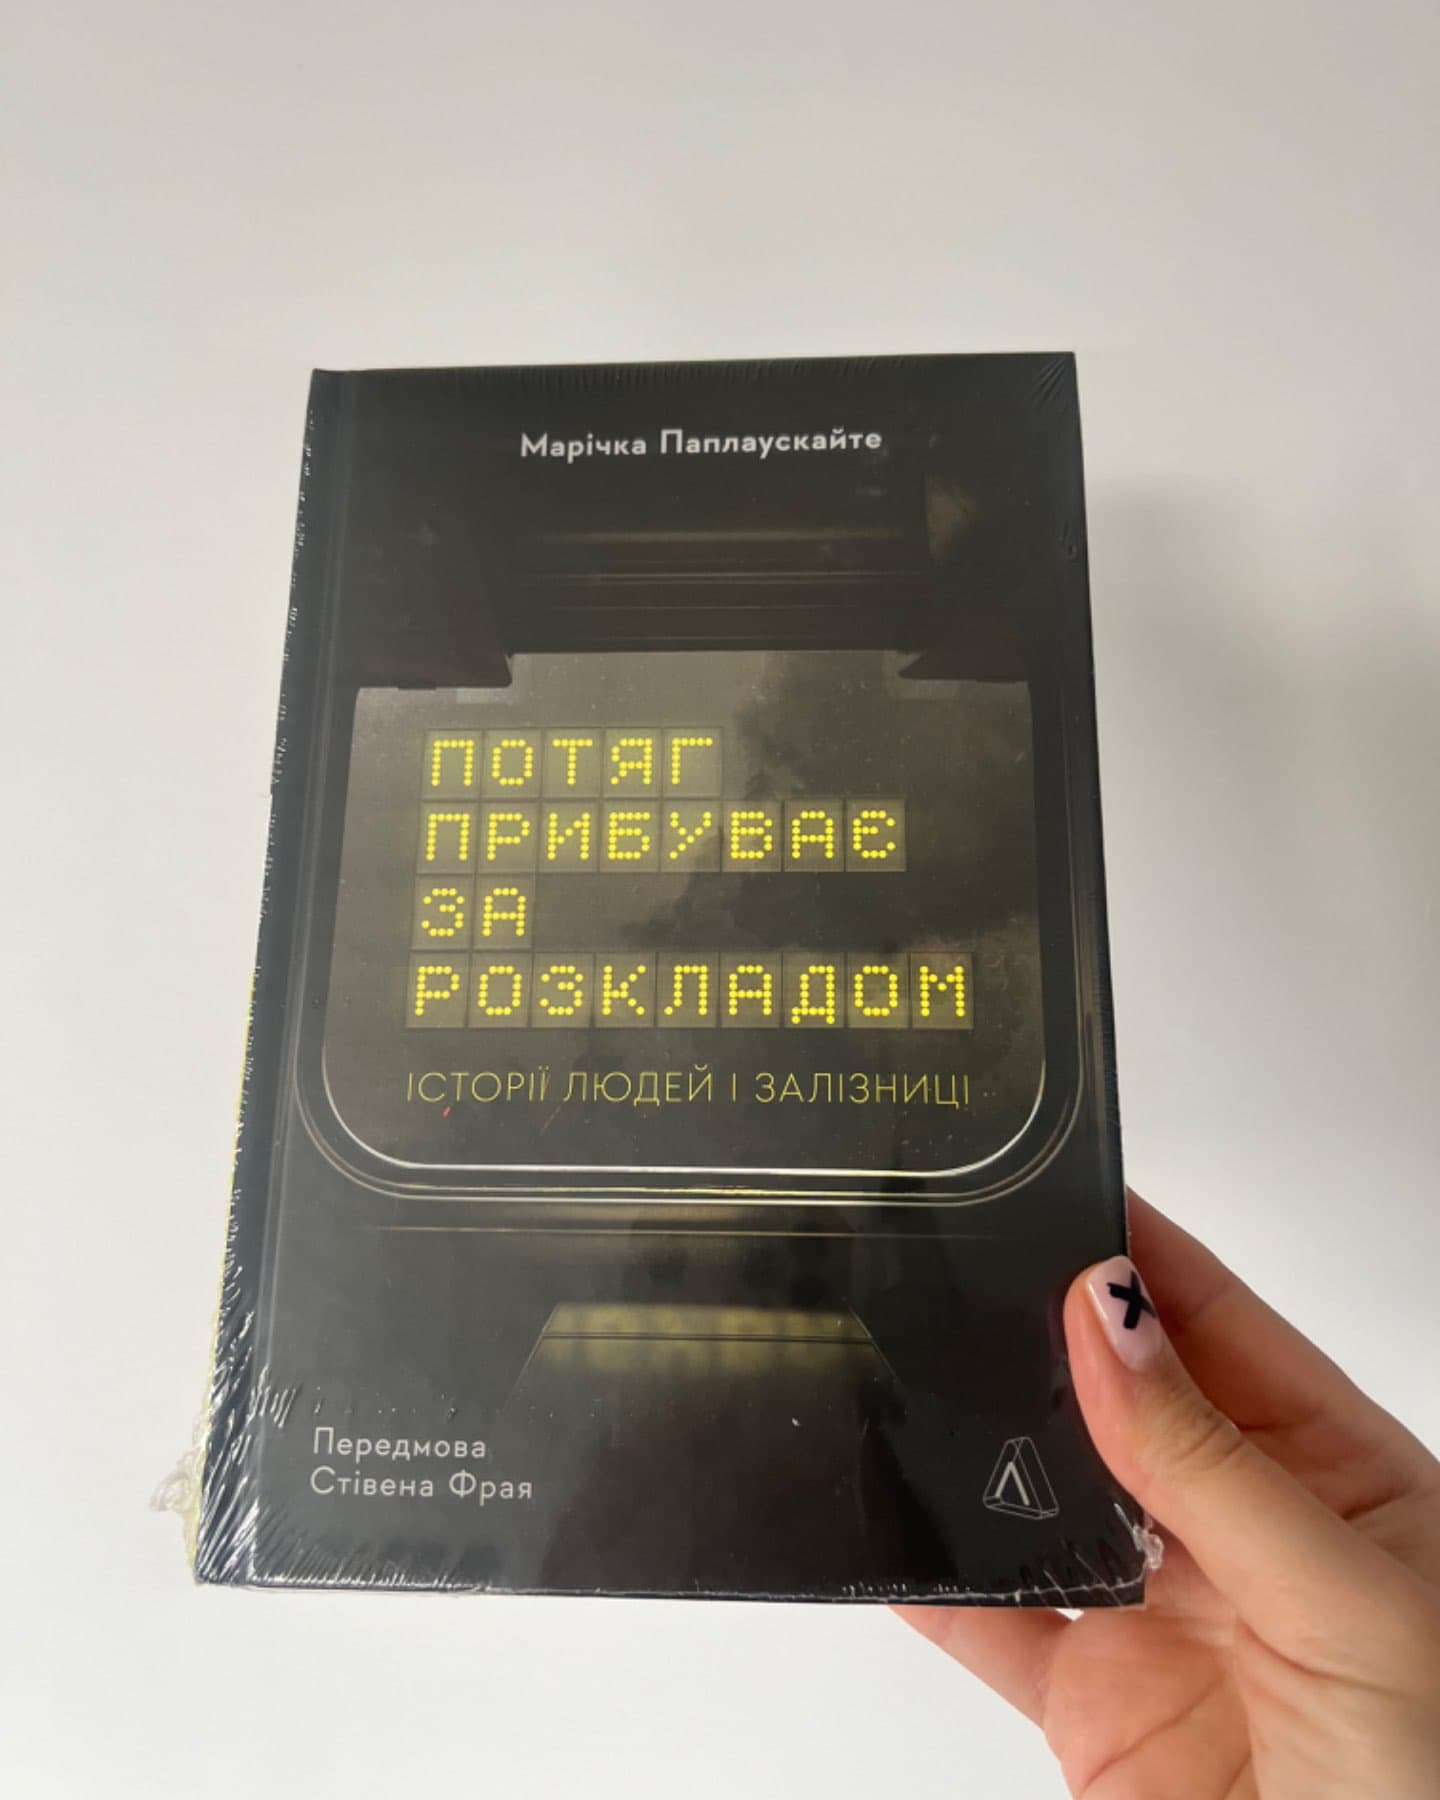 Марічка Паплаускайте
ПОТЯГ
ПРИБУВАЄ
ЗА
РОЗКЛАДОМ
ІСТОРІЇ ЛЮДЕЙ І ЗАЛІЗНИЦІ
Передмова
Стівена Фрая